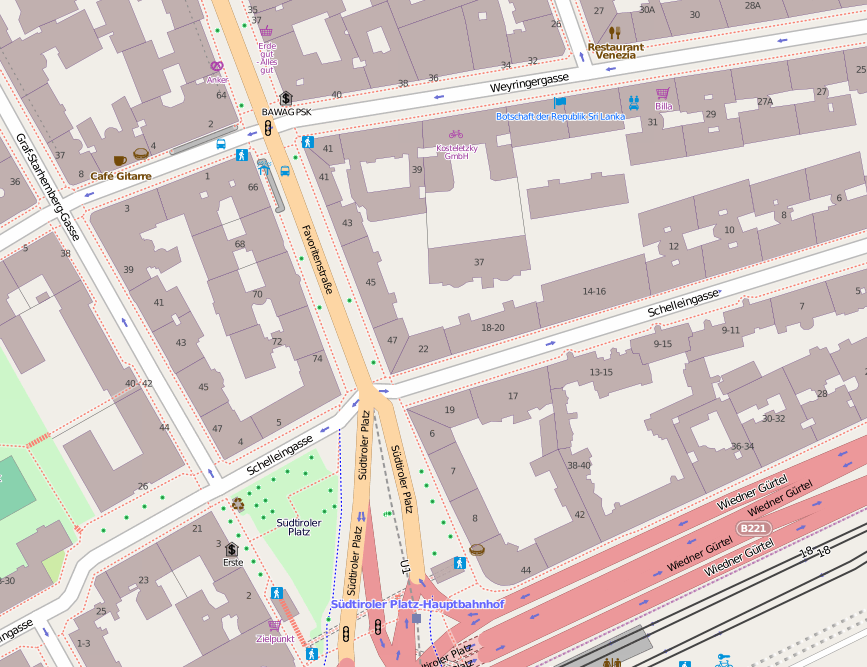 35
37
Erde
gut
- Alles
gut
26
27
30A
30
28A
Restaurant
Venezia
25
Anker
64
34
32
36
38
40
Weyringergasse
BAWAG PSK
Botschaft der Republik Sri Lanka
Billa
31
29
27A
27
2
4
37
8
36
Café Gitarre
Graf-Starhemberg-Gasse
41
41
Kosteletzky
GmbH
39
1
66
3
5
38
43
68
Favoritenstraße
39
45
70
41
43
72
74
47
37
12
10
8
6
14-16
18-20
22
Schelleingasse
5
7
9-11
9-15
13-15
17
19
45
47
40-42
44
4
5
Schelleingasse
6
7
8
28
30-32
36-34
38-40
42
44
Südtiroler Platz
Südtiroler Platz
Südtiroler Platz
Südtiroler
Platz
U1
26
21
3
Erste
23
2
25
1-3
Zielpunkt
Südtiroler Platz-Hauptbahnhof
Wiedner Gürtel
Wiedner Gürtel
B221
Wiedner Gürtel
Wiedner Gürtel
18
18